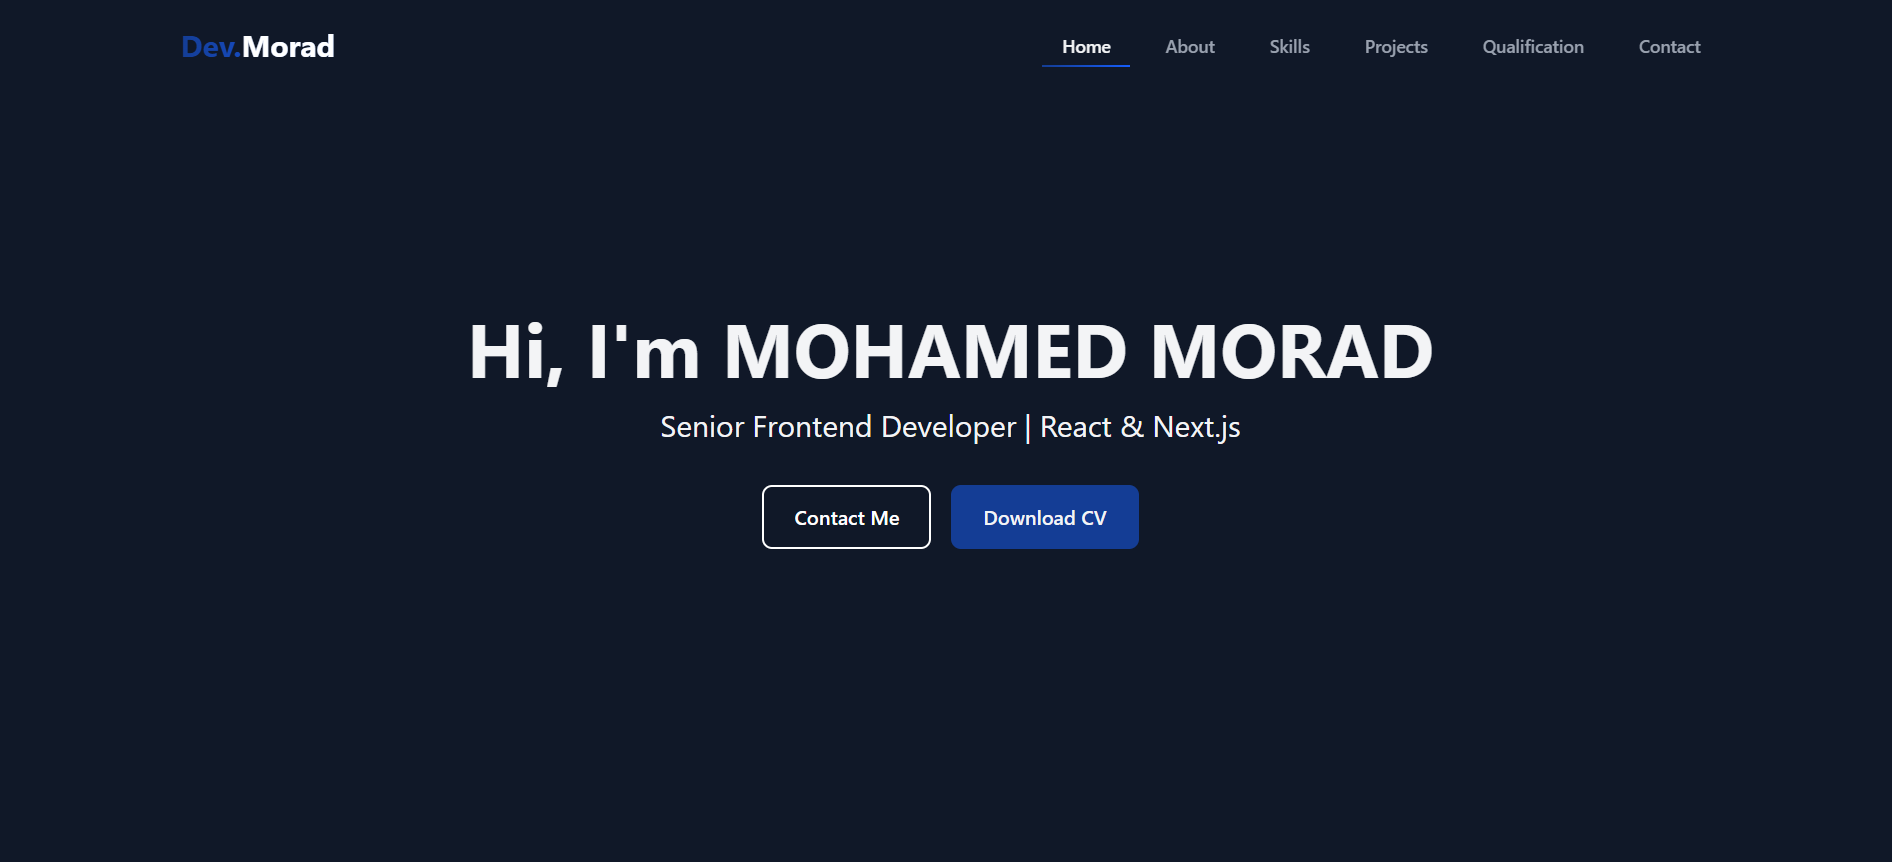 Dev.Morad
Home About Skills Projects Qualification Contact
Hi, I'm MOHAMED MORAD
Senior Frontend Developer | React & Next.js
Contact Me Download CV